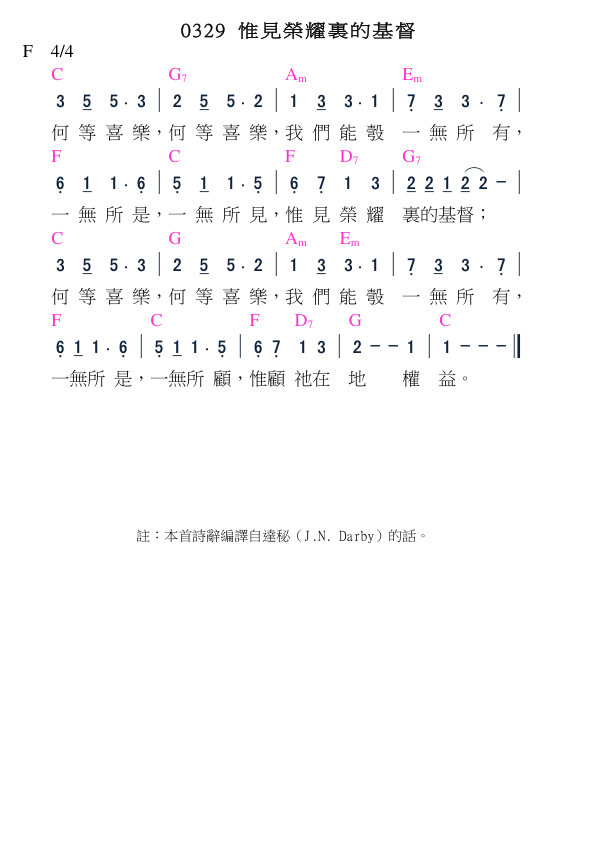 0329 惟見榮耀裏的基督
F 4/4
C G7 Am Em
3 5 5 · 3 | 2 5 5 · 2 | 1 3 3 · 1 | 7 3 3 · 7 |
何等喜樂，何等喜樂，我們能彀 一無所 有，
F C F D7 G7
6 1 1 · 6 | 5 1 1 · 5 | 6 7 1 3 | 2 2 1 2 2 − |
一無所是，一無所見，惟見榮耀 裏的基督；
C G Am Em
3 5 5 · 3 | 2 5 5 · 2 | 1 3 3 · 1 | 7 3 3 · 7 |
何等喜樂，何等喜樂，我們能彀 一無所 有，
F C F D7 G C
6 1 1 · 6 | 5 1 1 · 5 | 6 7 1 3 | 2 − − 1 | 1 − − − ‖
一無所 是，一無所 顧，惟顧 祂在 地 權 益。
註：本首詩辭編譯自達秘（J.N. Darby）的話。